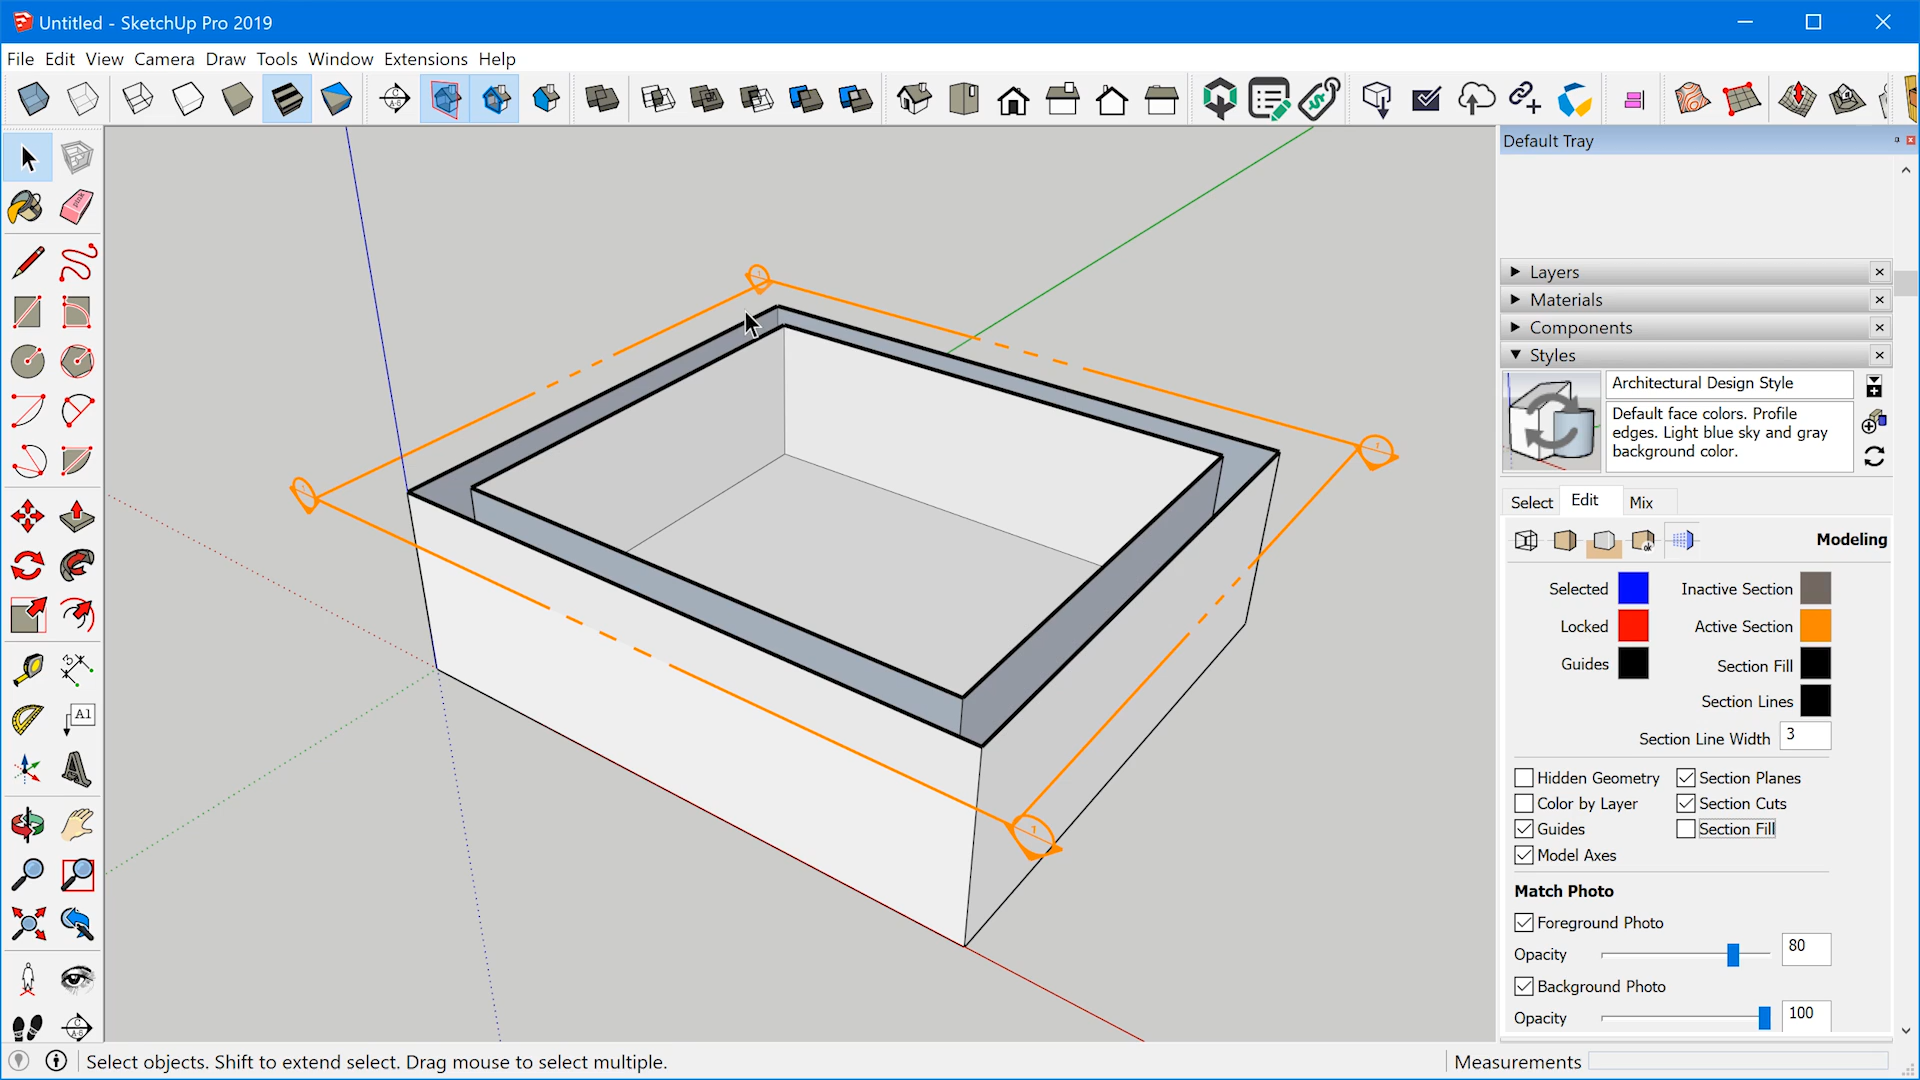 Untitled - SketchUp Pro 2019
File Edit View Camera Draw Tools Window Extensions Help
Default Tray
Layers
Materials
Components
Styles
Architectural Design Style
Default face colors. Profile
edges. Light blue sky and gray
background color.
Select Edit Mix
Modeling
Selected Inactive Section
Locked Active Section
Guides Section Fill
Section Lines
Section Line Width 3
Hidden Geometry Section Planes
Color by Layer Section Cuts
Guides Section Fill
Model Axes
Match Photo
Foreground Photo
Opacity 80
Background Photo
Opacity 100
A1
1
Select objects. Shift to extend select. Drag mouse to select multiple.
Measurements